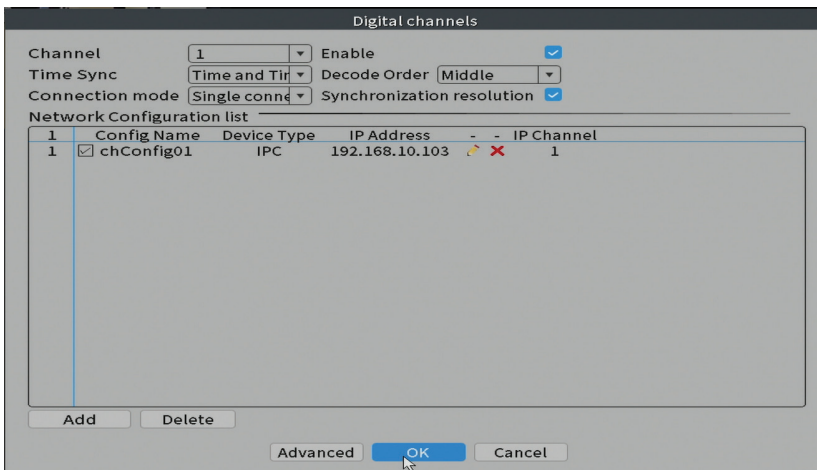 Digital channels
Channel 1 Enable
Time Sync Time and Tir Decode Order Middle
Connection mode Single conne Synchronization resolution
Network Configuration list
1 Config Name Device Type IP Address - - IP Channel
1 chConfig01 IPC 192.168.10.103 1
Add Delete
Advanced OK Cancel